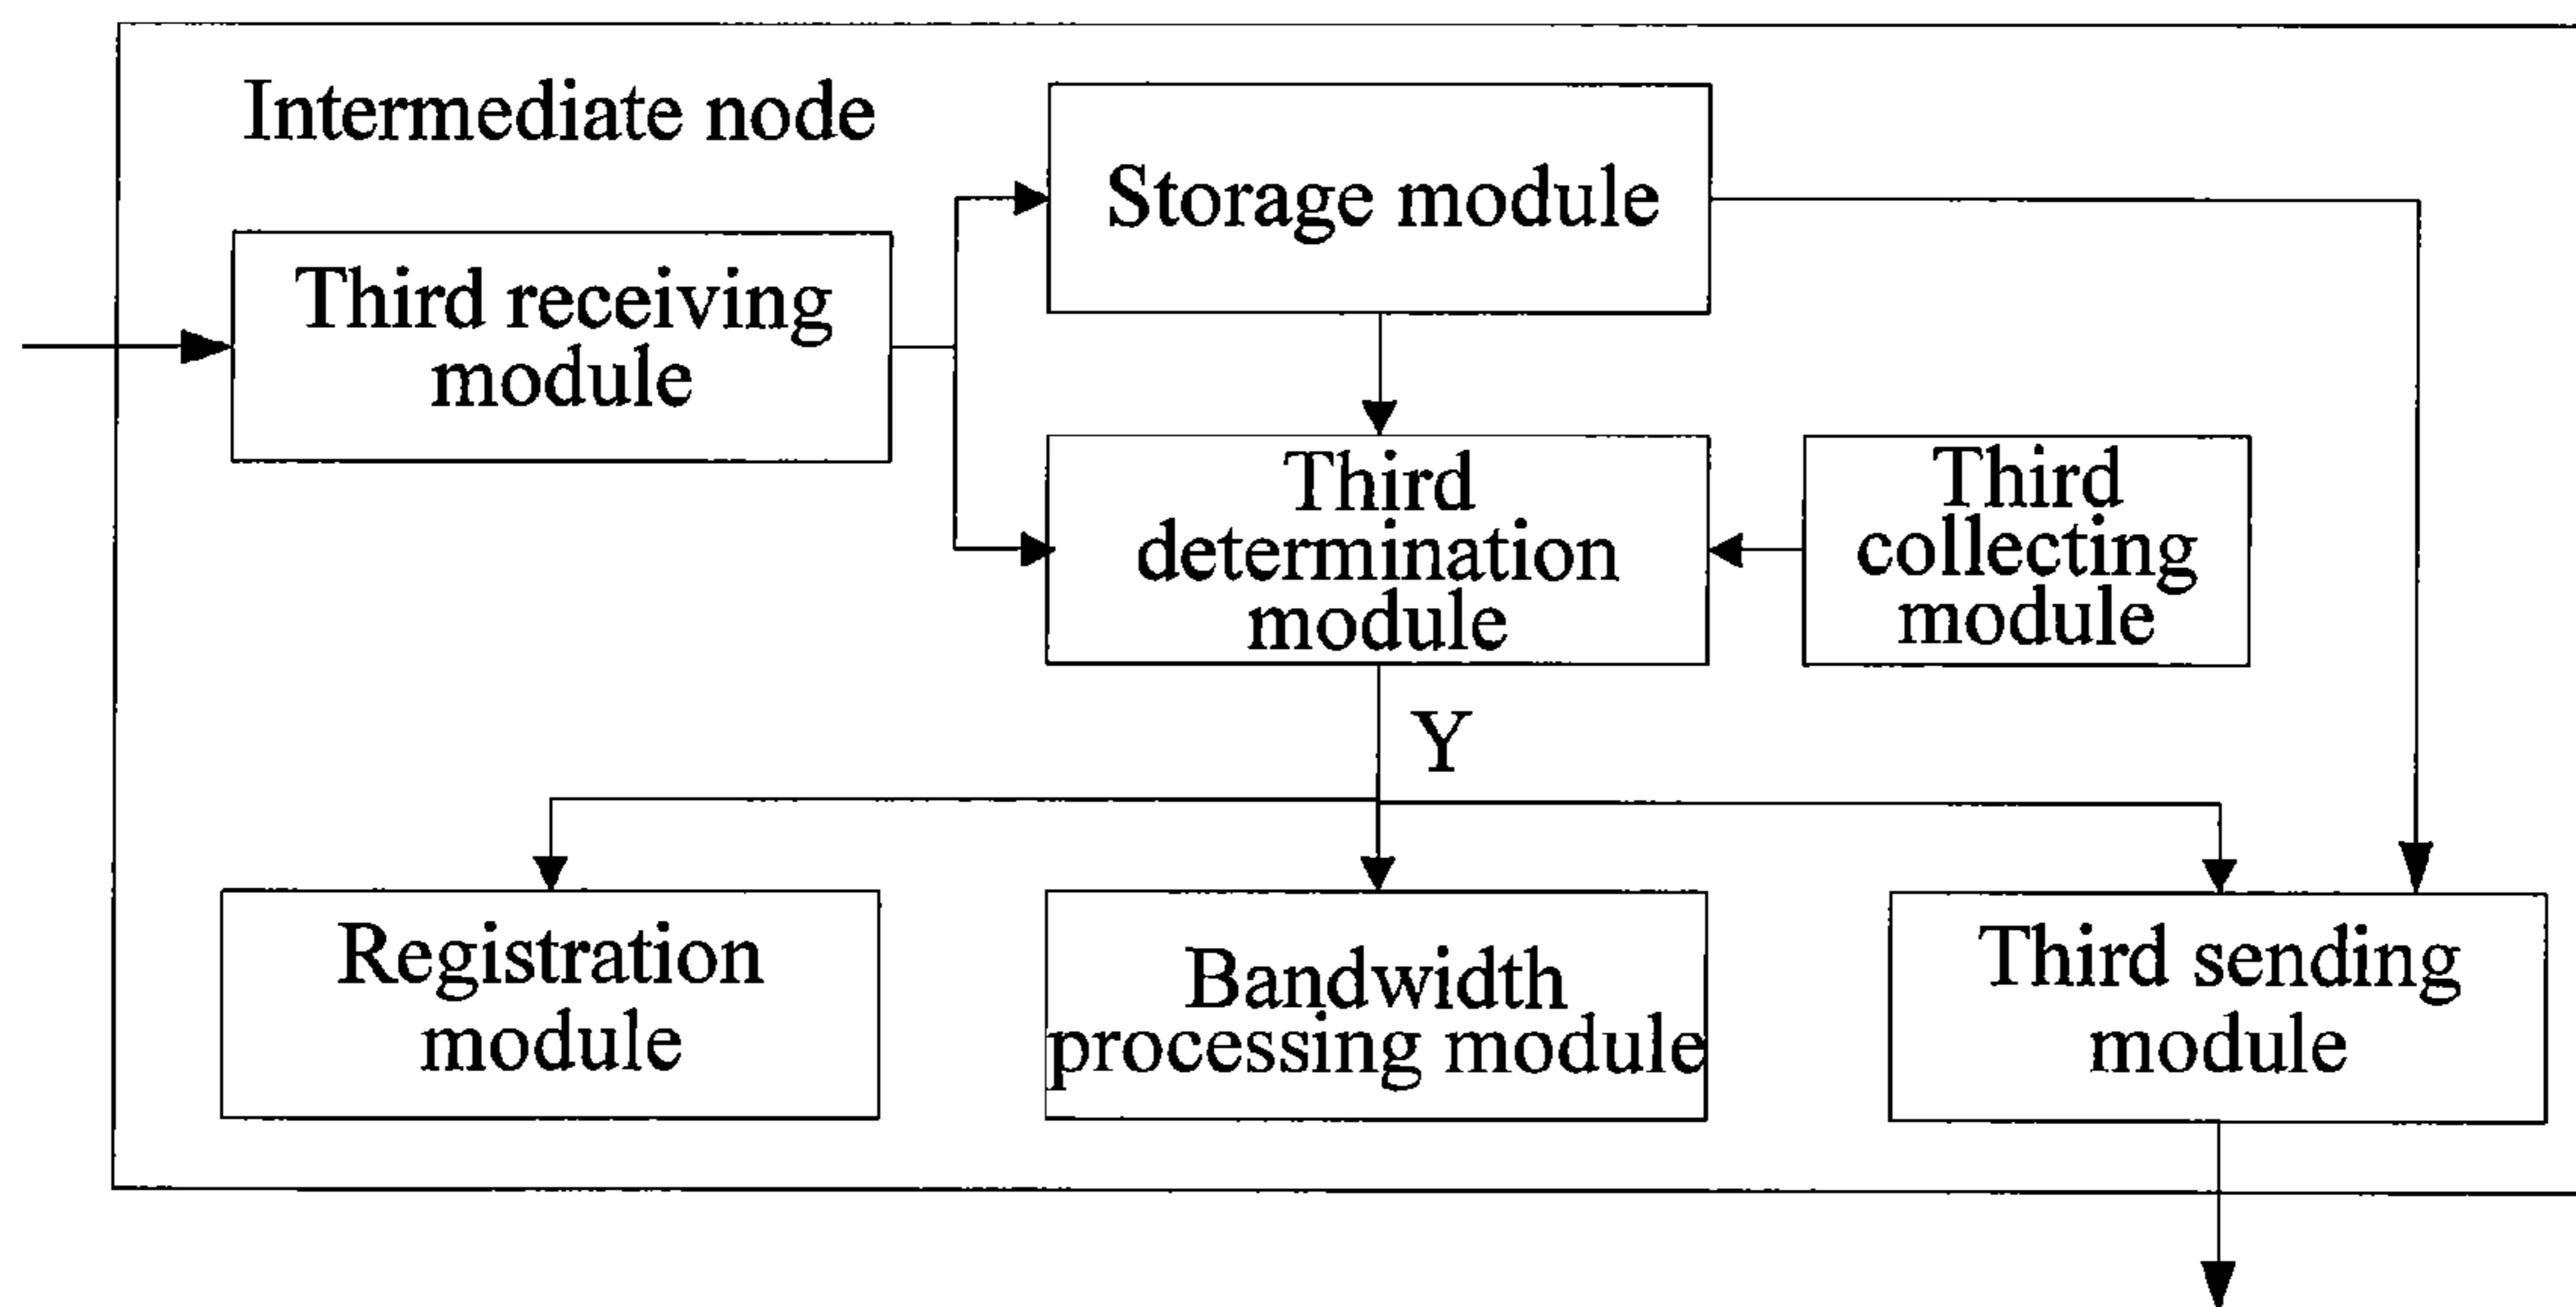 Intermediate node
Storage module
Third receiving
module
Third
determination
module
Third
collecting
module
Y
Registration
module
Bandwidth
processing module
Third sending
module